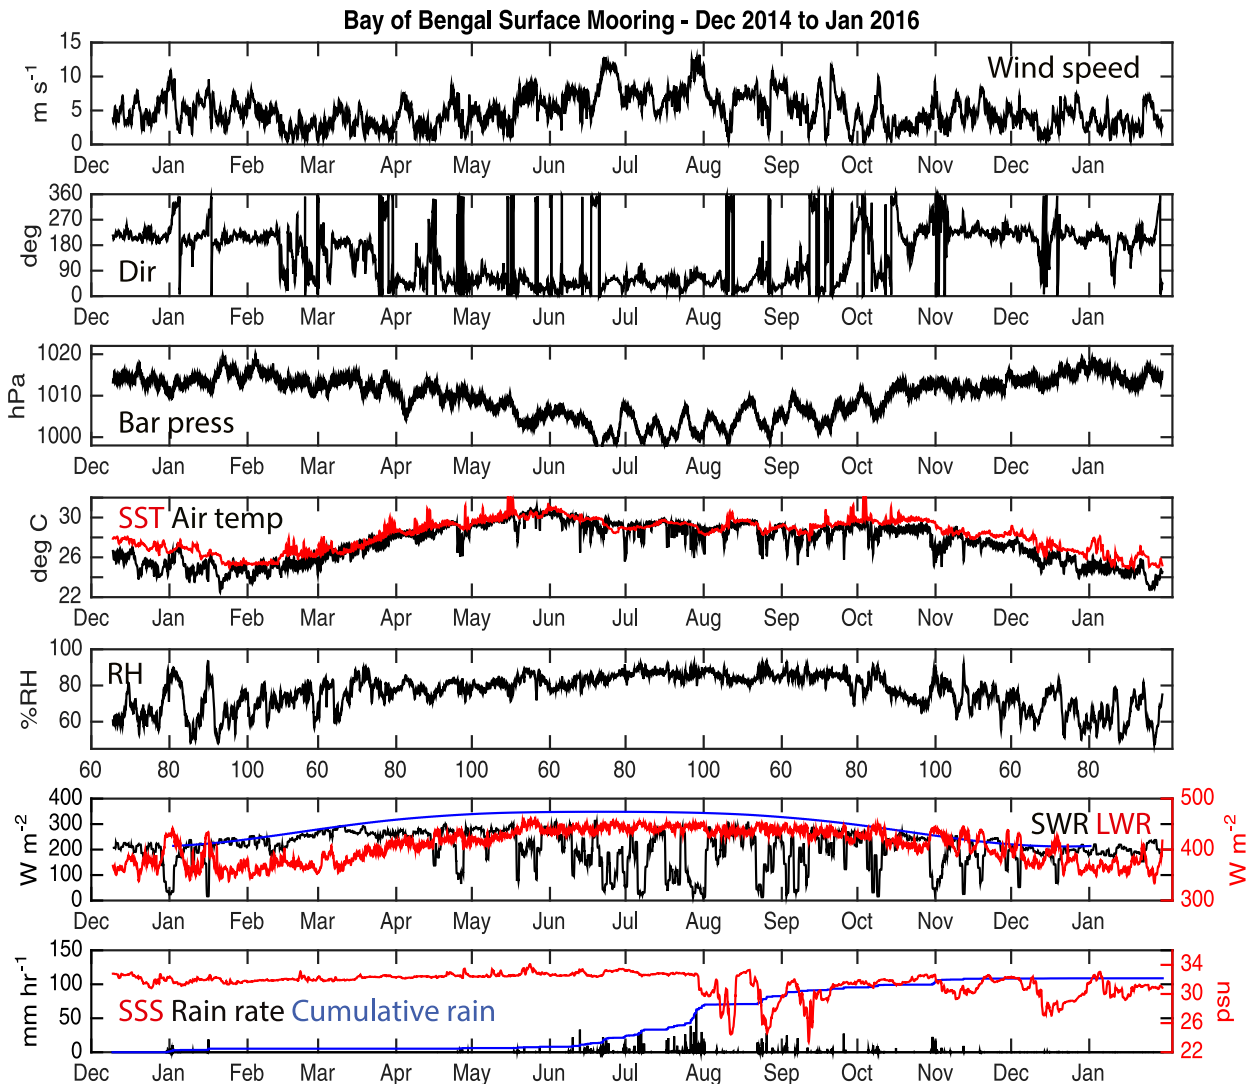 Bay of Bengal Surface Mooring - Dec 2014 to Jan 2016
15
10
5
0
m s⁻¹
Wind speed
Dec Jan Feb Mar Apr May Jun Jul Aug Sep Oct Nov Dec Jan
360
270
180
90
0
deg
Dir
Dec Jan Feb Mar Apr May Jun Jul Aug Sep Oct Nov Dec Jan
1020
1010
1000
hPa
Bar press
Dec Jan Feb Mar Apr May Jun Jul Aug Sep Oct Nov Dec Jan
30
26
22
deg C
SST Air temp
Dec Jan Feb Mar Apr May Jun Jul Aug Sep Oct Nov Dec Jan
100
80
60
%RH
RH
60 80 100 60 80 100 60 80 100 60 80 100 60 80
400
300
200
100
0
W m⁻²
SWR LWR
500
400
300
W m⁻²
Dec Jan Feb Mar Apr May Jun Jul Aug Sep Oct Nov Dec Jan
150
100
50
0
mm hr⁻¹
SSS Rain rate Cumulative rain
34
30
26
22
psu
Dec Jan Feb Mar Apr May Jun Jul Aug Sep Oct Nov Dec Jan